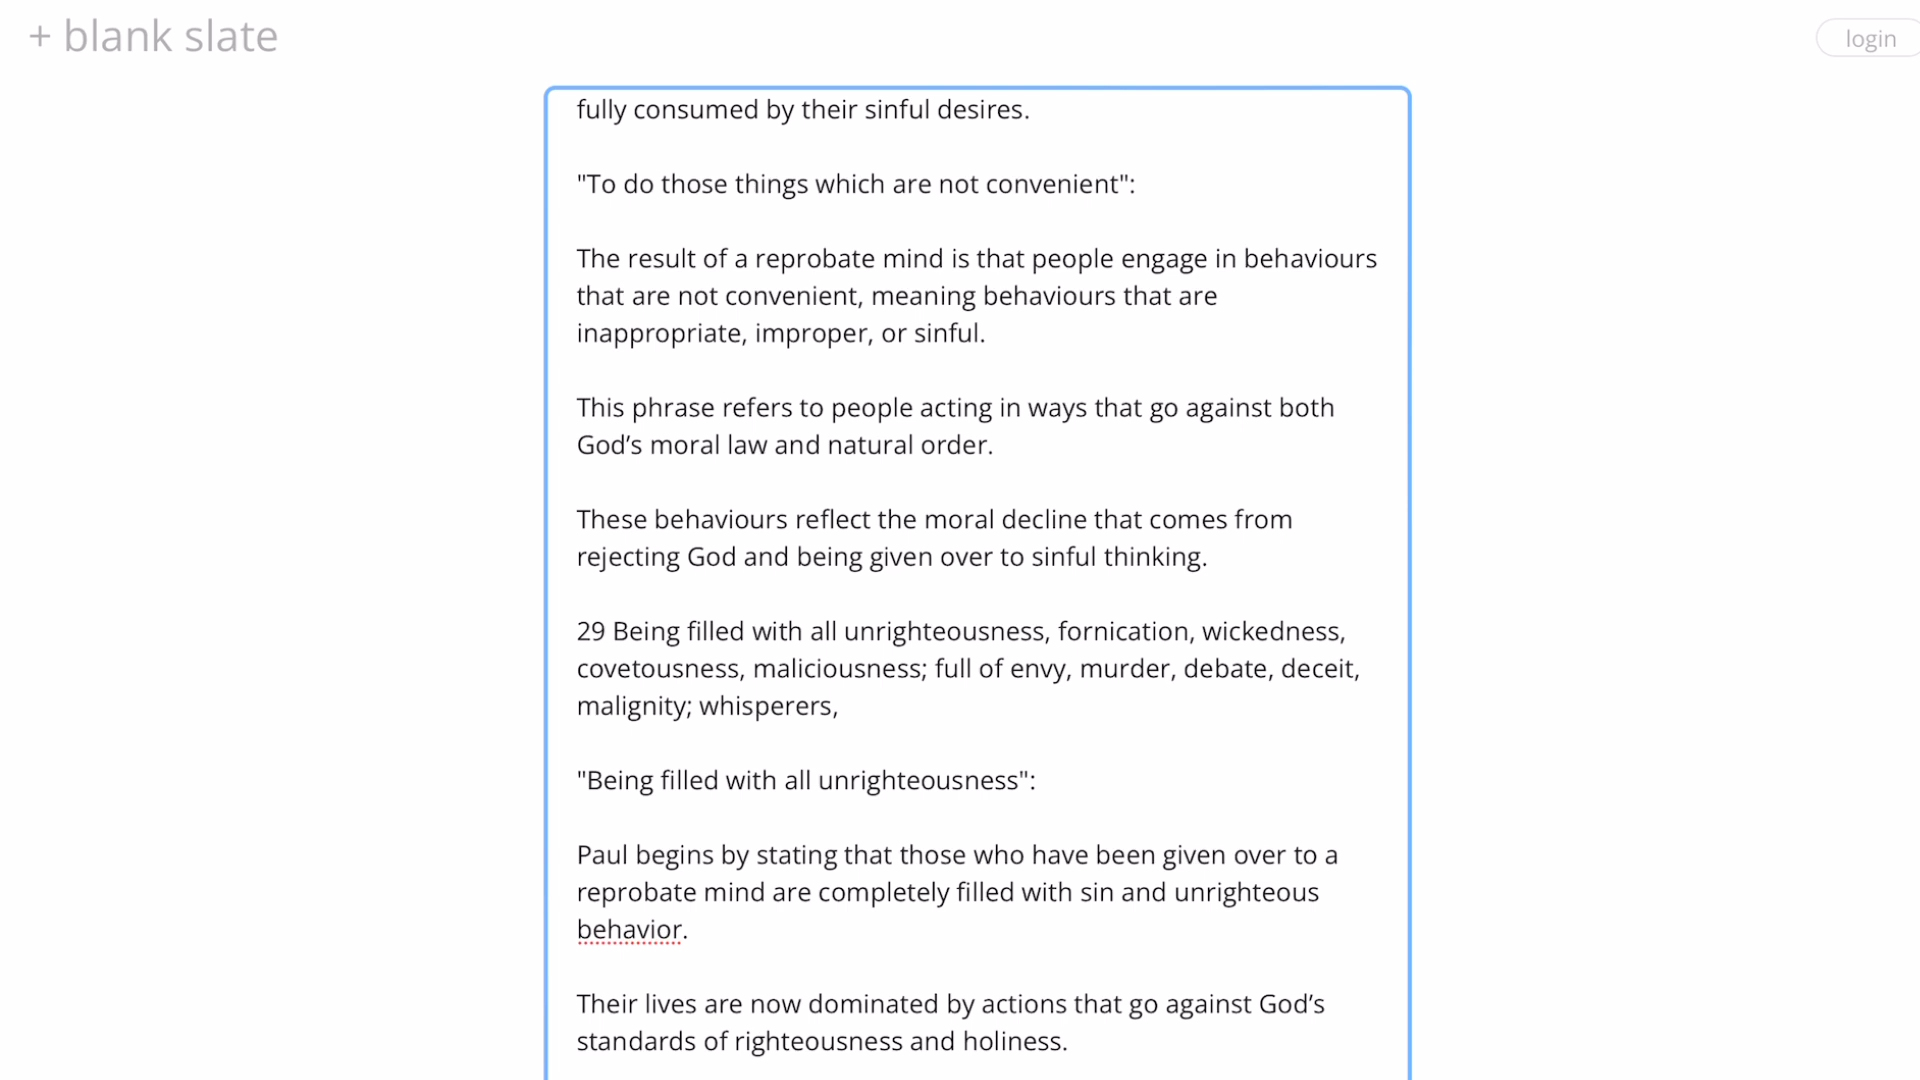 + blank slate
login
fully consumed by their sinful desires.
"To do those things which are not convenient":
The result of a reprobate mind is that people engage in behaviours
that are not convenient, meaning behaviours that are
inappropriate, improper, or sinful.
This phrase refers to people acting in ways that go against both
God’s moral law and natural order.
These behaviours reflect the moral decline that comes from
rejecting God and being given over to sinful thinking.
29 Being filled with all unrighteousness, fornication, wickedness,
covetousness, maliciousness; full of envy, murder, debate, deceit,
malignity; whisperers,
"Being filled with all unrighteousness":
Paul begins by stating that those who have been given over to a
reprobate mind are completely filled with sin and unrighteous
behavior.
Their lives are now dominated by actions that go against God’s
standards of righteousness and holiness.